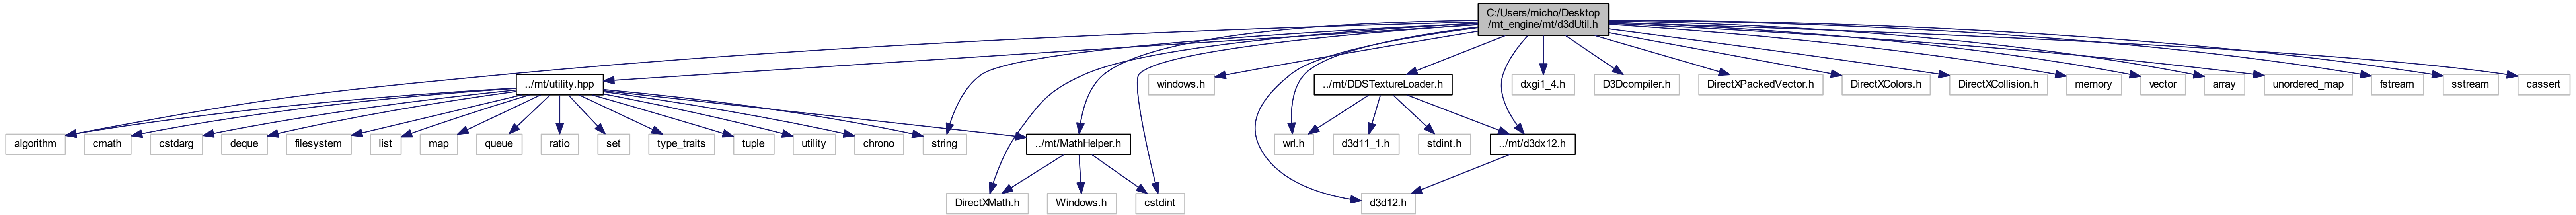 C:/Users/micho/Desktop
/mt_engine/mt/d3dUtil.h
../mt/utility.hpp
windows.h
../mt/DDSTextureLoader.h
dxgi1_4.h
D3Dcompiler.h
DirectXPackedVector.h
DirectXColors.h
DirectXCollision.h
memory
vector
array
unordered_map
fstream
sstream
cassert
algorithm
cmath
cstdarg
deque
filesystem
list
map
queue
ratio
set
type_traits
tuple
utility
chrono
string
../mt/MathHelper.h
wrl.h
d3d11_1.h
stdint.h
../mt/d3dx12.h
DirectXMath.h
Windows.h
cstdint
d3d12.h